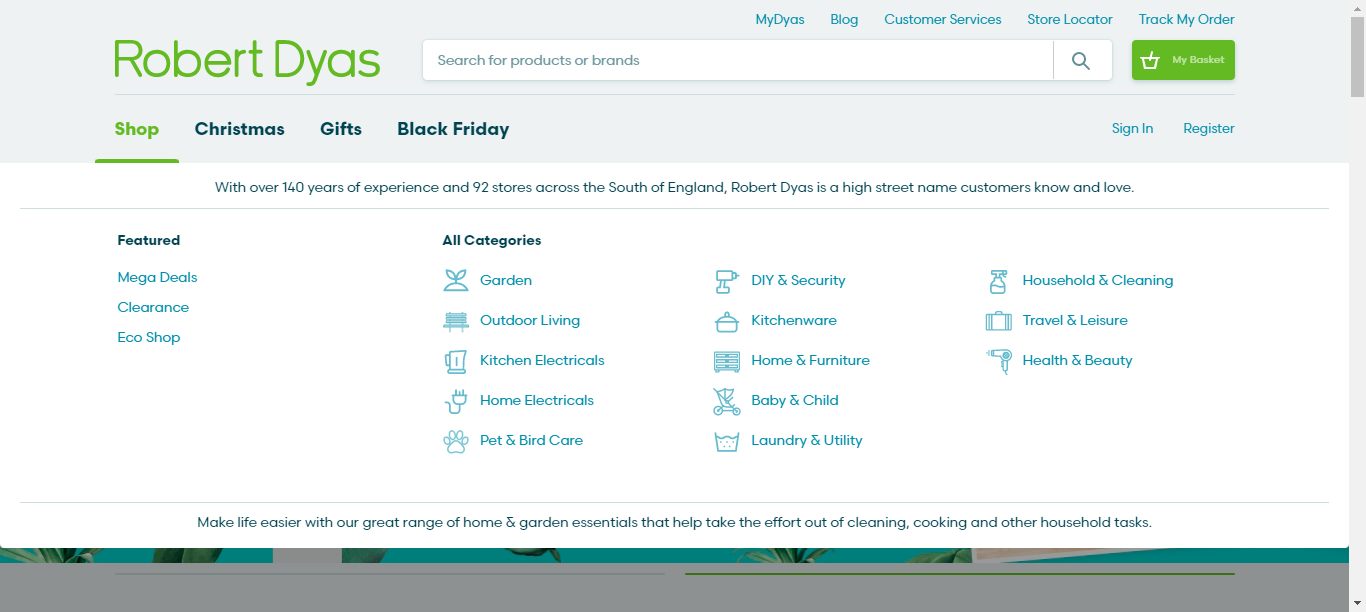 MyDyas Blog Customer Services Store Locator Track My Order
Robert Dyas
Search for products or brands
My Basket
Shop Christmas Gifts Black Friday
Sign In Register
With over 140 years of experience and 92 stores across the South of England, Robert Dyas is a high street name customers know and love.
Featured
Mega Deals
Clearance
Eco Shop
All Categories
Garden
Outdoor Living
Kitchen Electricals
Home Electricals
Pet & Bird Care
DIY & Security
Kitchenware
Home & Furniture
Baby & Child
Laundry & Utility
Household & Cleaning
Travel & Leisure
Health & Beauty
Make life easier with our great range of home & garden essentials that help take the effort out of cleaning, cooking and other household tasks.